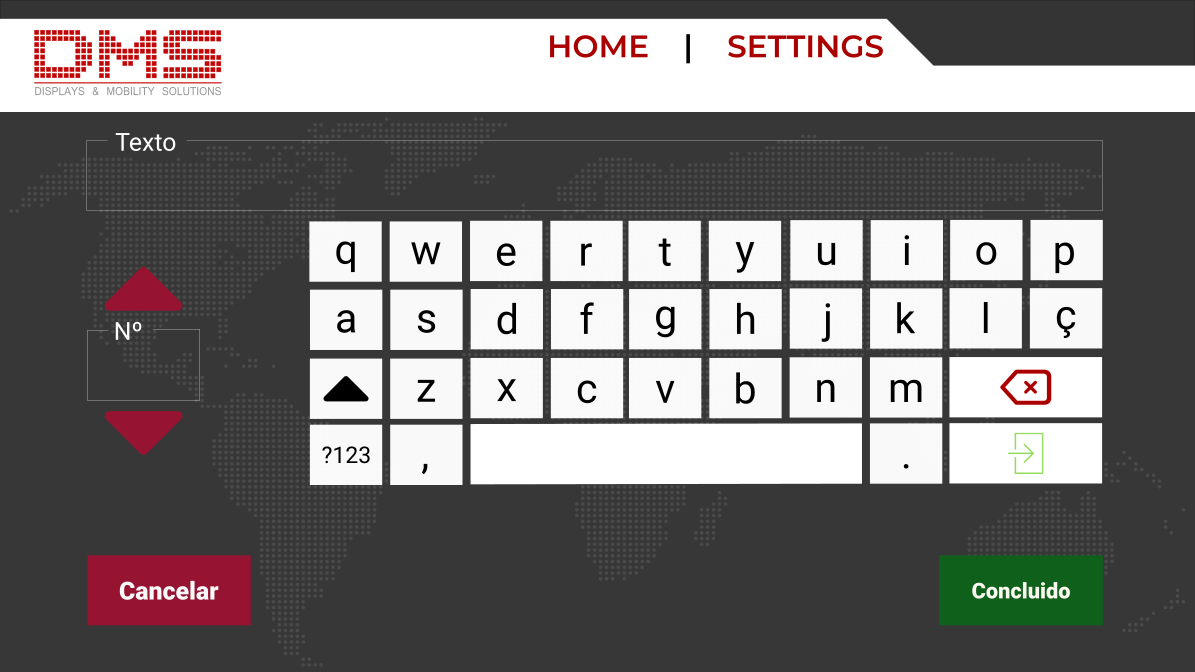 DMS
DISPLAYS & MOBILITY SOLUTIONS
HOME | SETTINGS
Texto
q w e r t y u i o p
a s d f g h j k l ç
Nº
z x c v b n m
?123 , .
Cancelar
Concluido